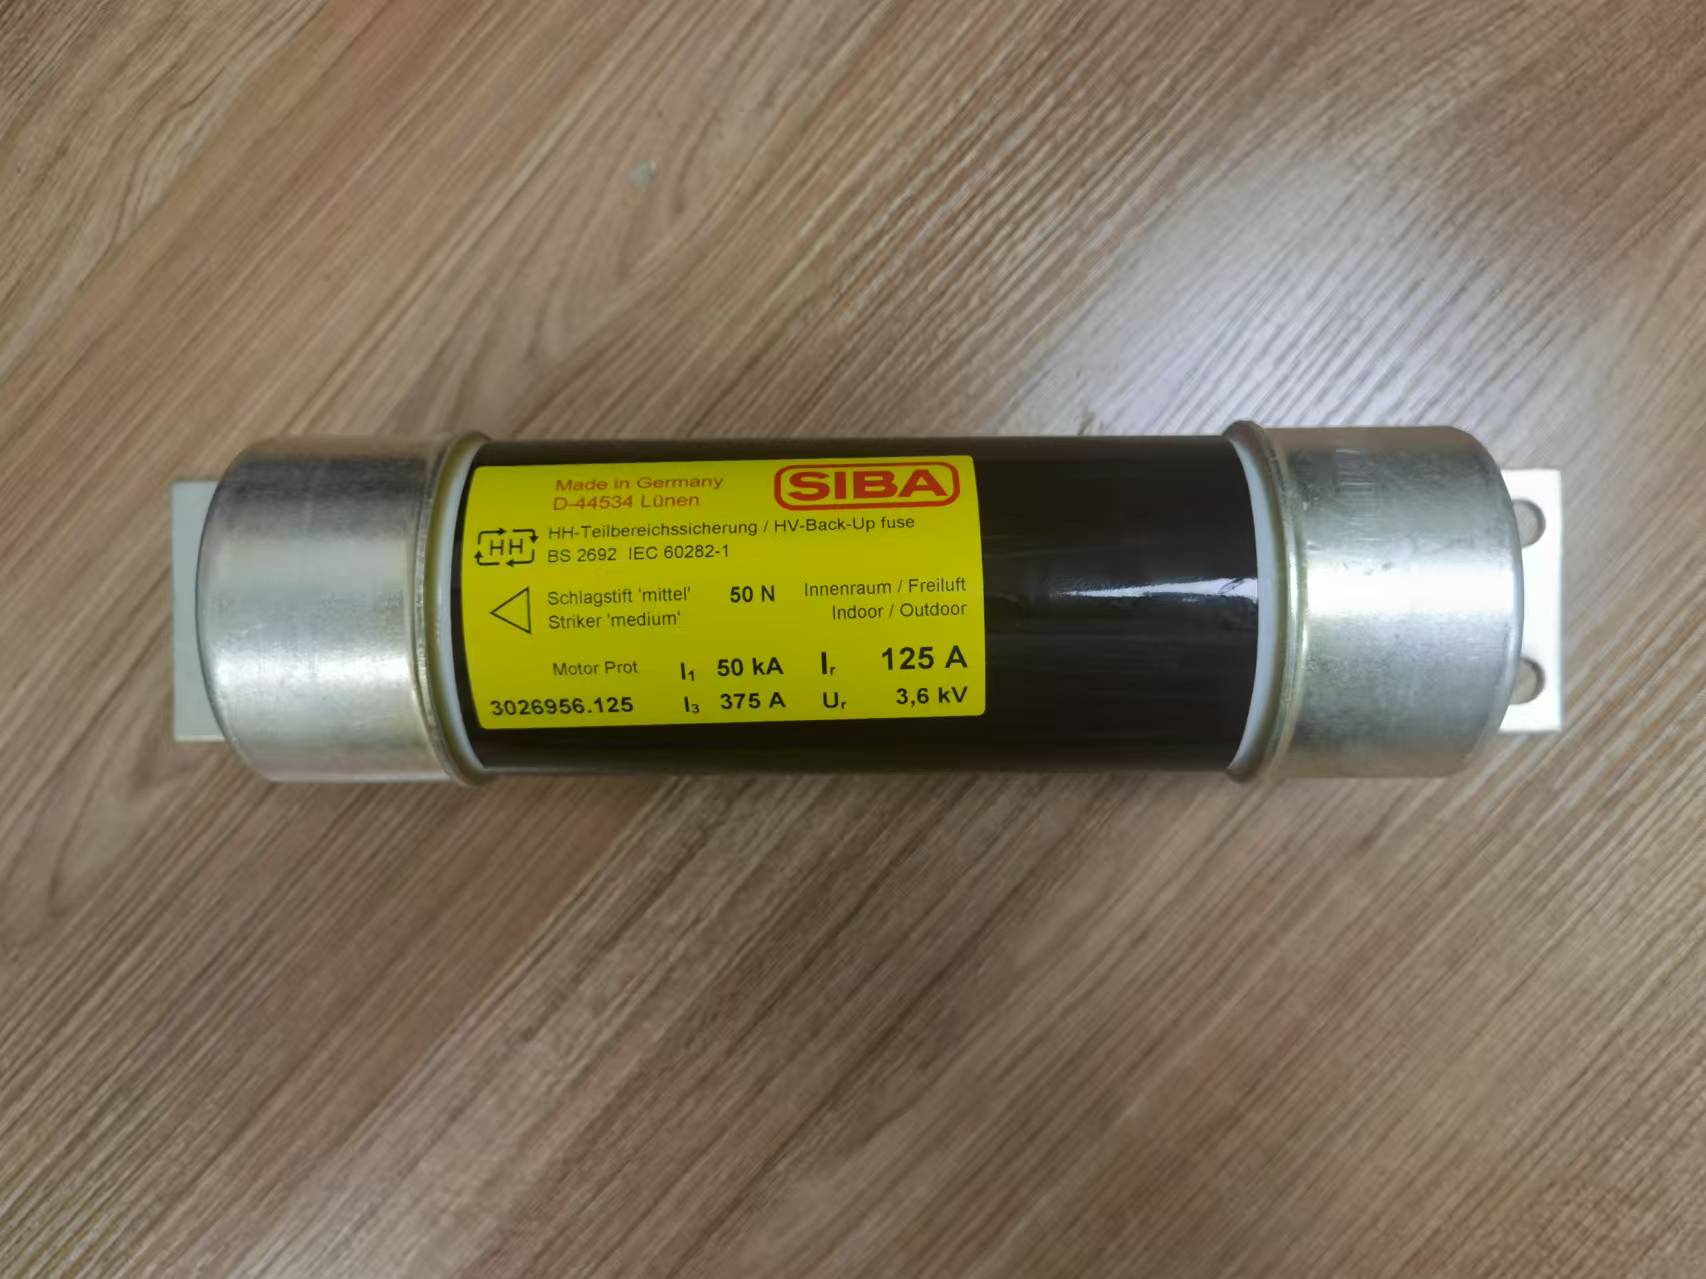 Made in Germany
D-44534 Lünen
SIBA
HH
HH-Teilbereichssicherung / HV-Back-Up fuse
BS 2692 IEC 60282-1
Schlagstift 'mittel' 50 N Innenraum / Freiluft
Striker 'medium' Indoor / Outdoor
Motor Prot I₁ 50 kA Iᵣ 125 A
3026956.125 I₃ 375 A Uᵣ 3,6 kV